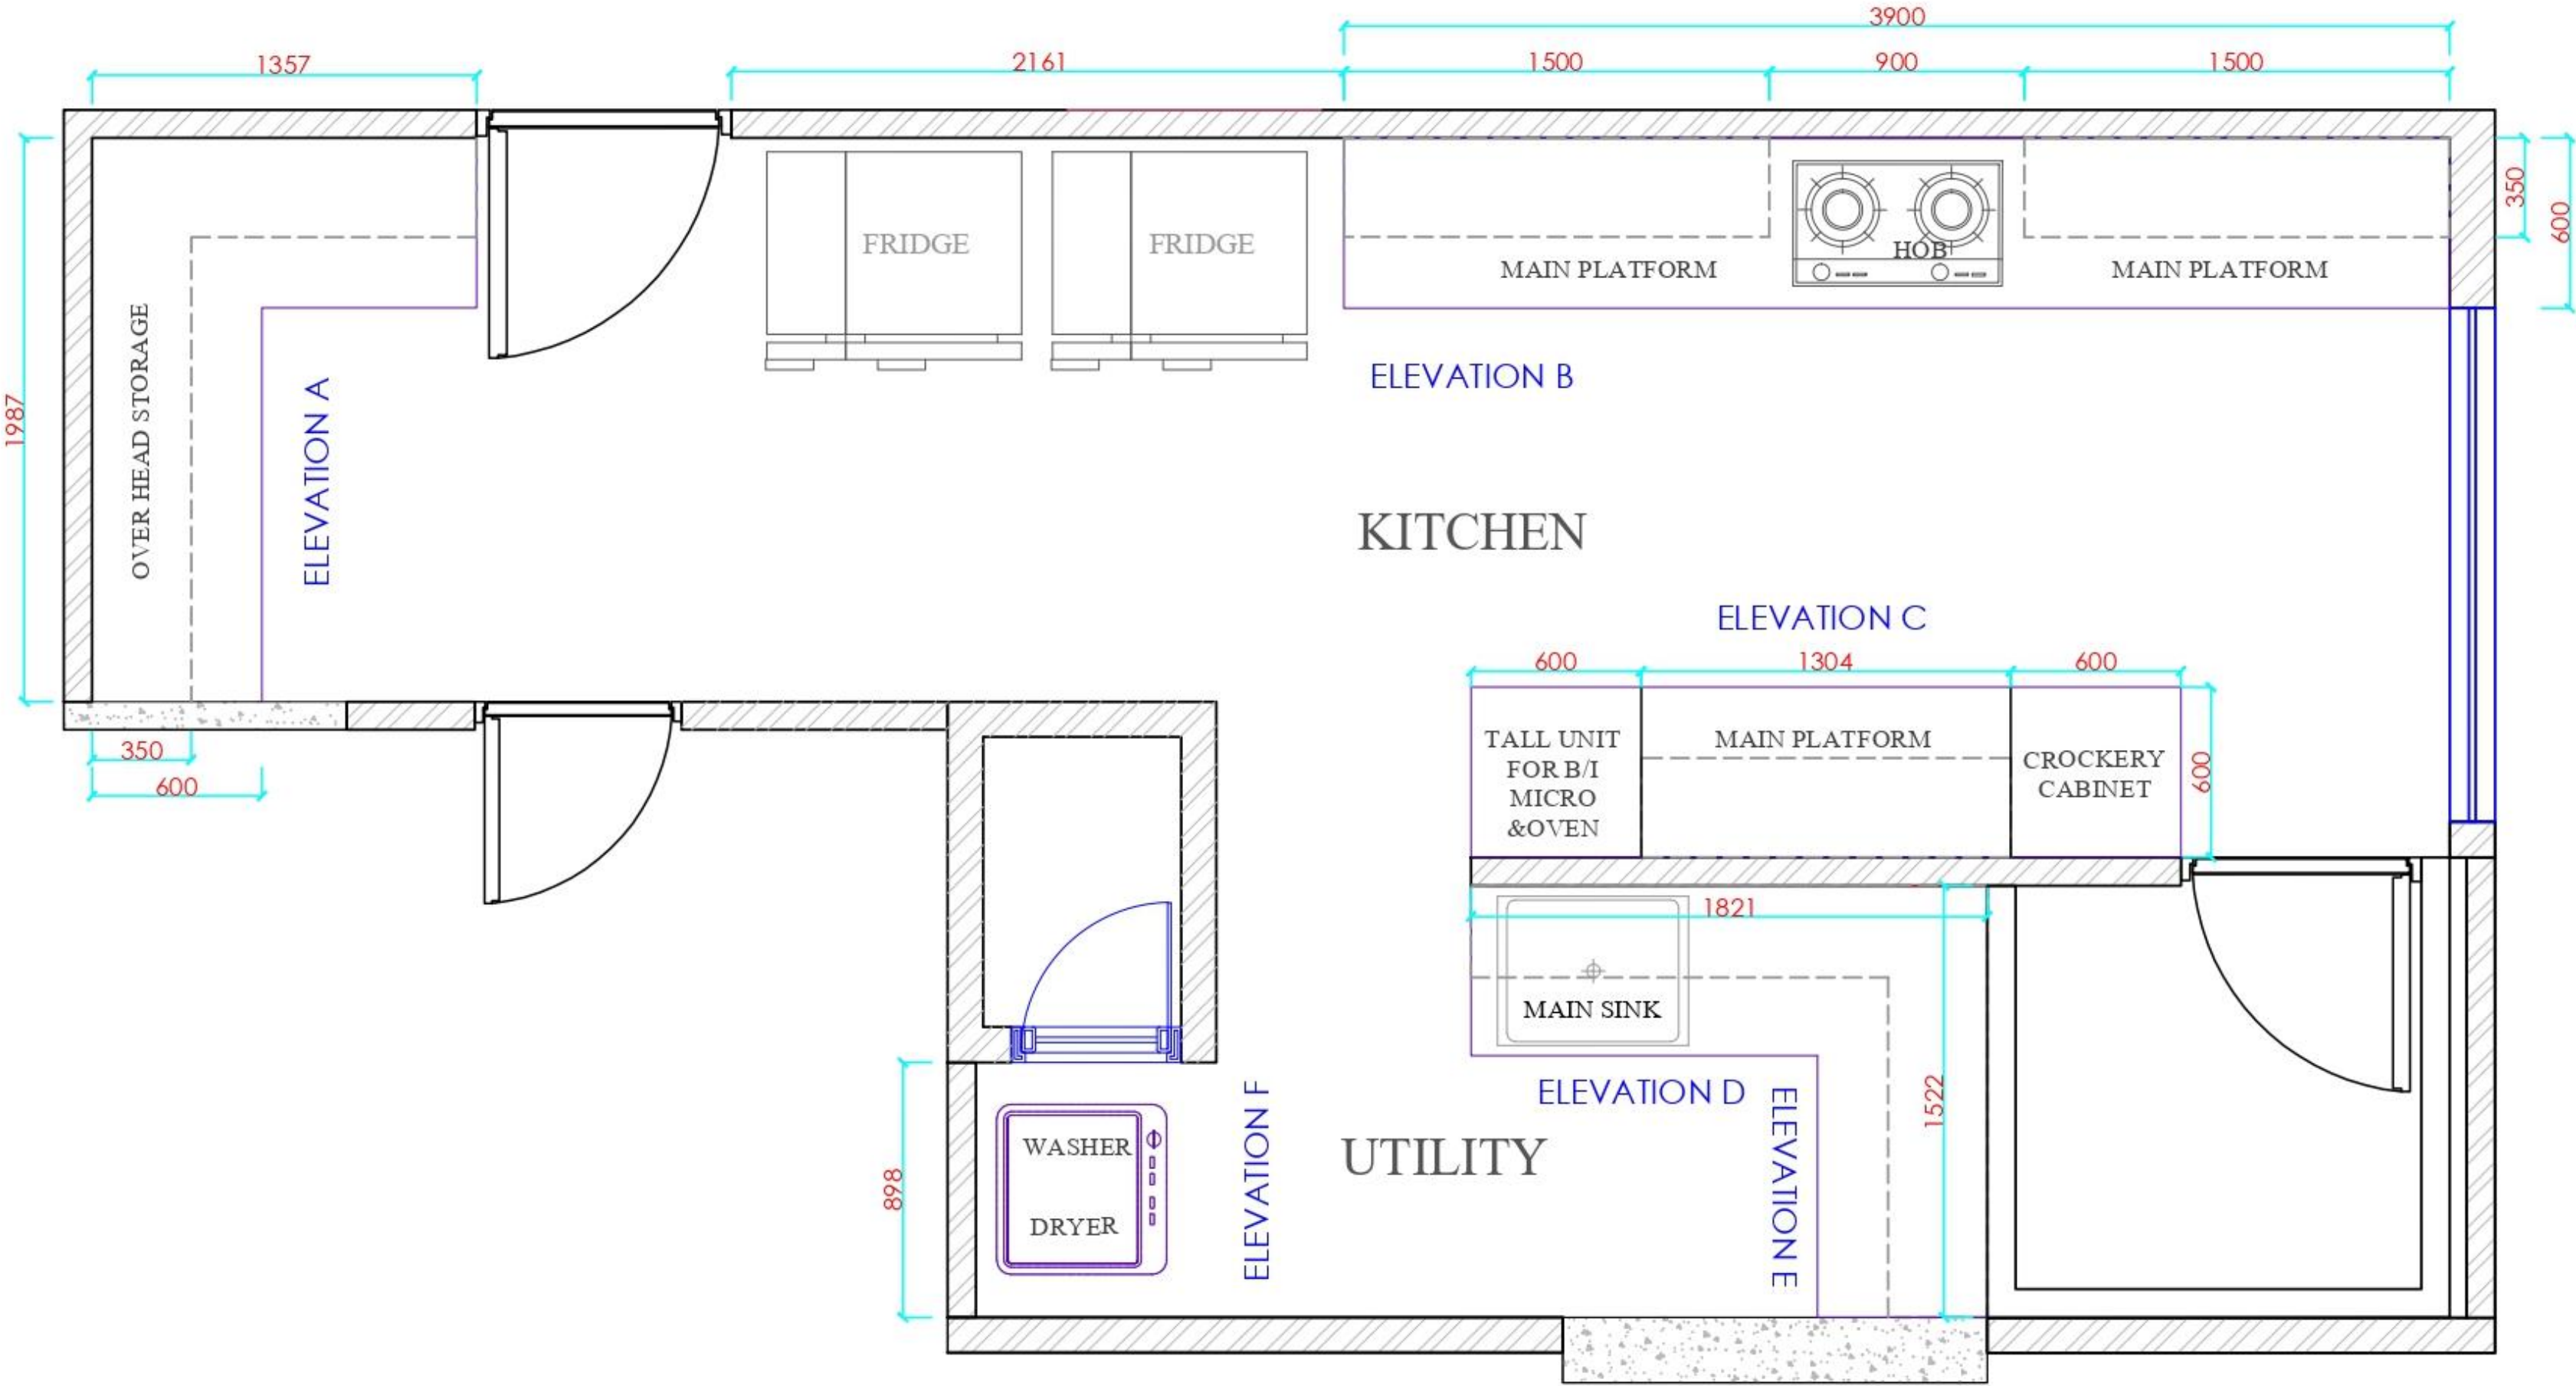 3900
1357
2161
1500
900
1500
350
600
FRIDGE
FRIDGE
HOB
MAIN PLATFORM
MAIN PLATFORM
OVER HEAD STORAGE
ELEVATION A
ELEVATION B
1987
KITCHEN
ELEVATION C
600
1304
600
TALL UNIT
FOR B/I
MICRO
&OVEN
MAIN PLATFORM
CROCKERY
CABINET
600
350
600
1821
MAIN SINK
ELEVATION D
ELEVATION E
1522
ELEVATION F
UTILITY
WASHER
DRYER
898